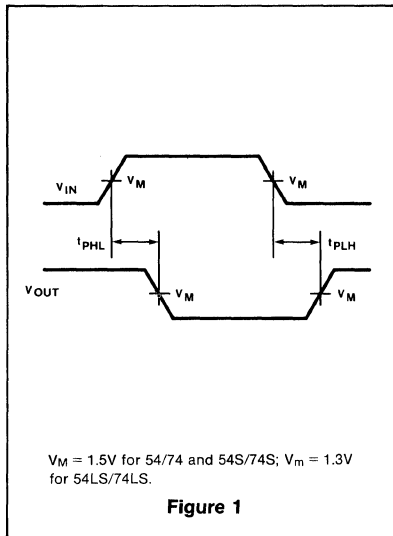 VIN
VM
VM
tPHL
tPLH
VOUT
VM
VM
VM = 1.5V for 54/74 and 54S/74S; Vm = 1.3V
for 54LS/74LS.
Figure 1